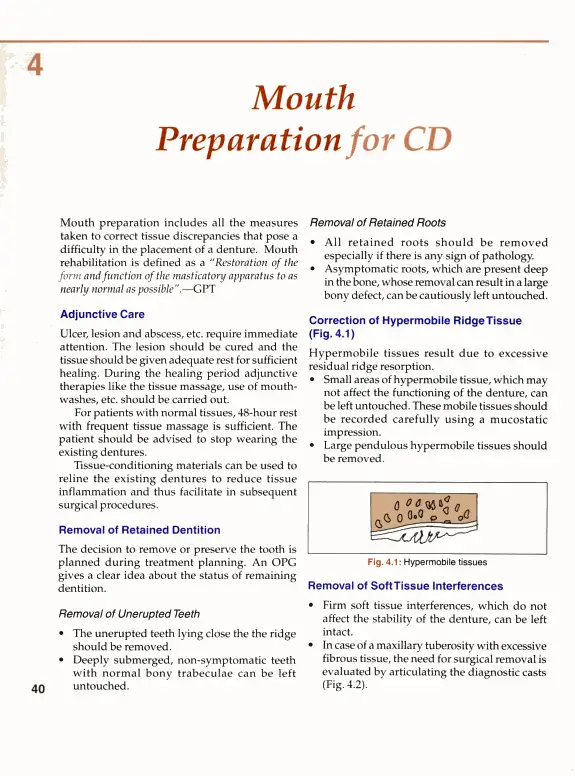 4
Mouth
Preparation for CD
Mouth preparation includes all the measures
taken to correct tissue discrepancies that pose a
difficulty in the placement of a denture. Mouth
rehabilitation is defined as a "Restoration of the
form and function of the masticatory apparatus to as
nearly normal as possible".—GPT
Adjunctive Care
Ulcer, lesion and abscess, etc. require immediate
attention. The lesion should be cured and the
tissue should be given adequate rest for sufficient
healing. During the healing period adjunctive
therapies like the tissue massage, use of mouth-
washes, etc. should be carried out.
For patients with normal tissues, 48-hour rest
with frequent tissue massage is sufficient. The
patient should be advised to stop wearing the
existing dentures.
Tissue-conditioning materials can be used to
reline the existing dentures to reduce tissue
inflammation and thus facilitate in subsequent
surgical procedures.
Removal of Retained Dentition
The decision to remove or preserve the tooth is
planned during treatment planning. An OPG
gives a clear idea about the status of remaining
dentition.
Removal of Unerupted Teeth
• The unerupted teeth lying close the the ridge
should be removed.
• Deeply submerged, non-symptomatic teeth
with normal bony trabeculae can be left
untouched.
40
Removal of Retained Roots
• All retained roots should be removed
especially if there is any sign of pathology.
• Asymptomatic roots, which are present deep
in the bone, whose removal can result in a large
bony defect, can be cautiously left untouched.
Correction of Hypermobile Ridge Tissue
(Fig. 4.1)
Hypermobile tissues result due to excessive
residual ridge resorption.
• Small areas of hypermobile tissue, which may
not affect the functioning of the denture, can
be left untouched. These mobile tissues should
be recorded carefully using a mucostatic
impression.
• Large pendulous hypermobile tissues should
be removed.
Fig. 4.1: Hypermobile tissues
Removal of Soft Tissue Interferences
• Firm soft tissue interferences, which do not
affect the stability of the denture, can be left
intact.
• In case of a maxillary tuberosity with excessive
fibrous tissue, the need for surgical removal is
evaluated by articulating the diagnostic casts
(Fig. 4.2).